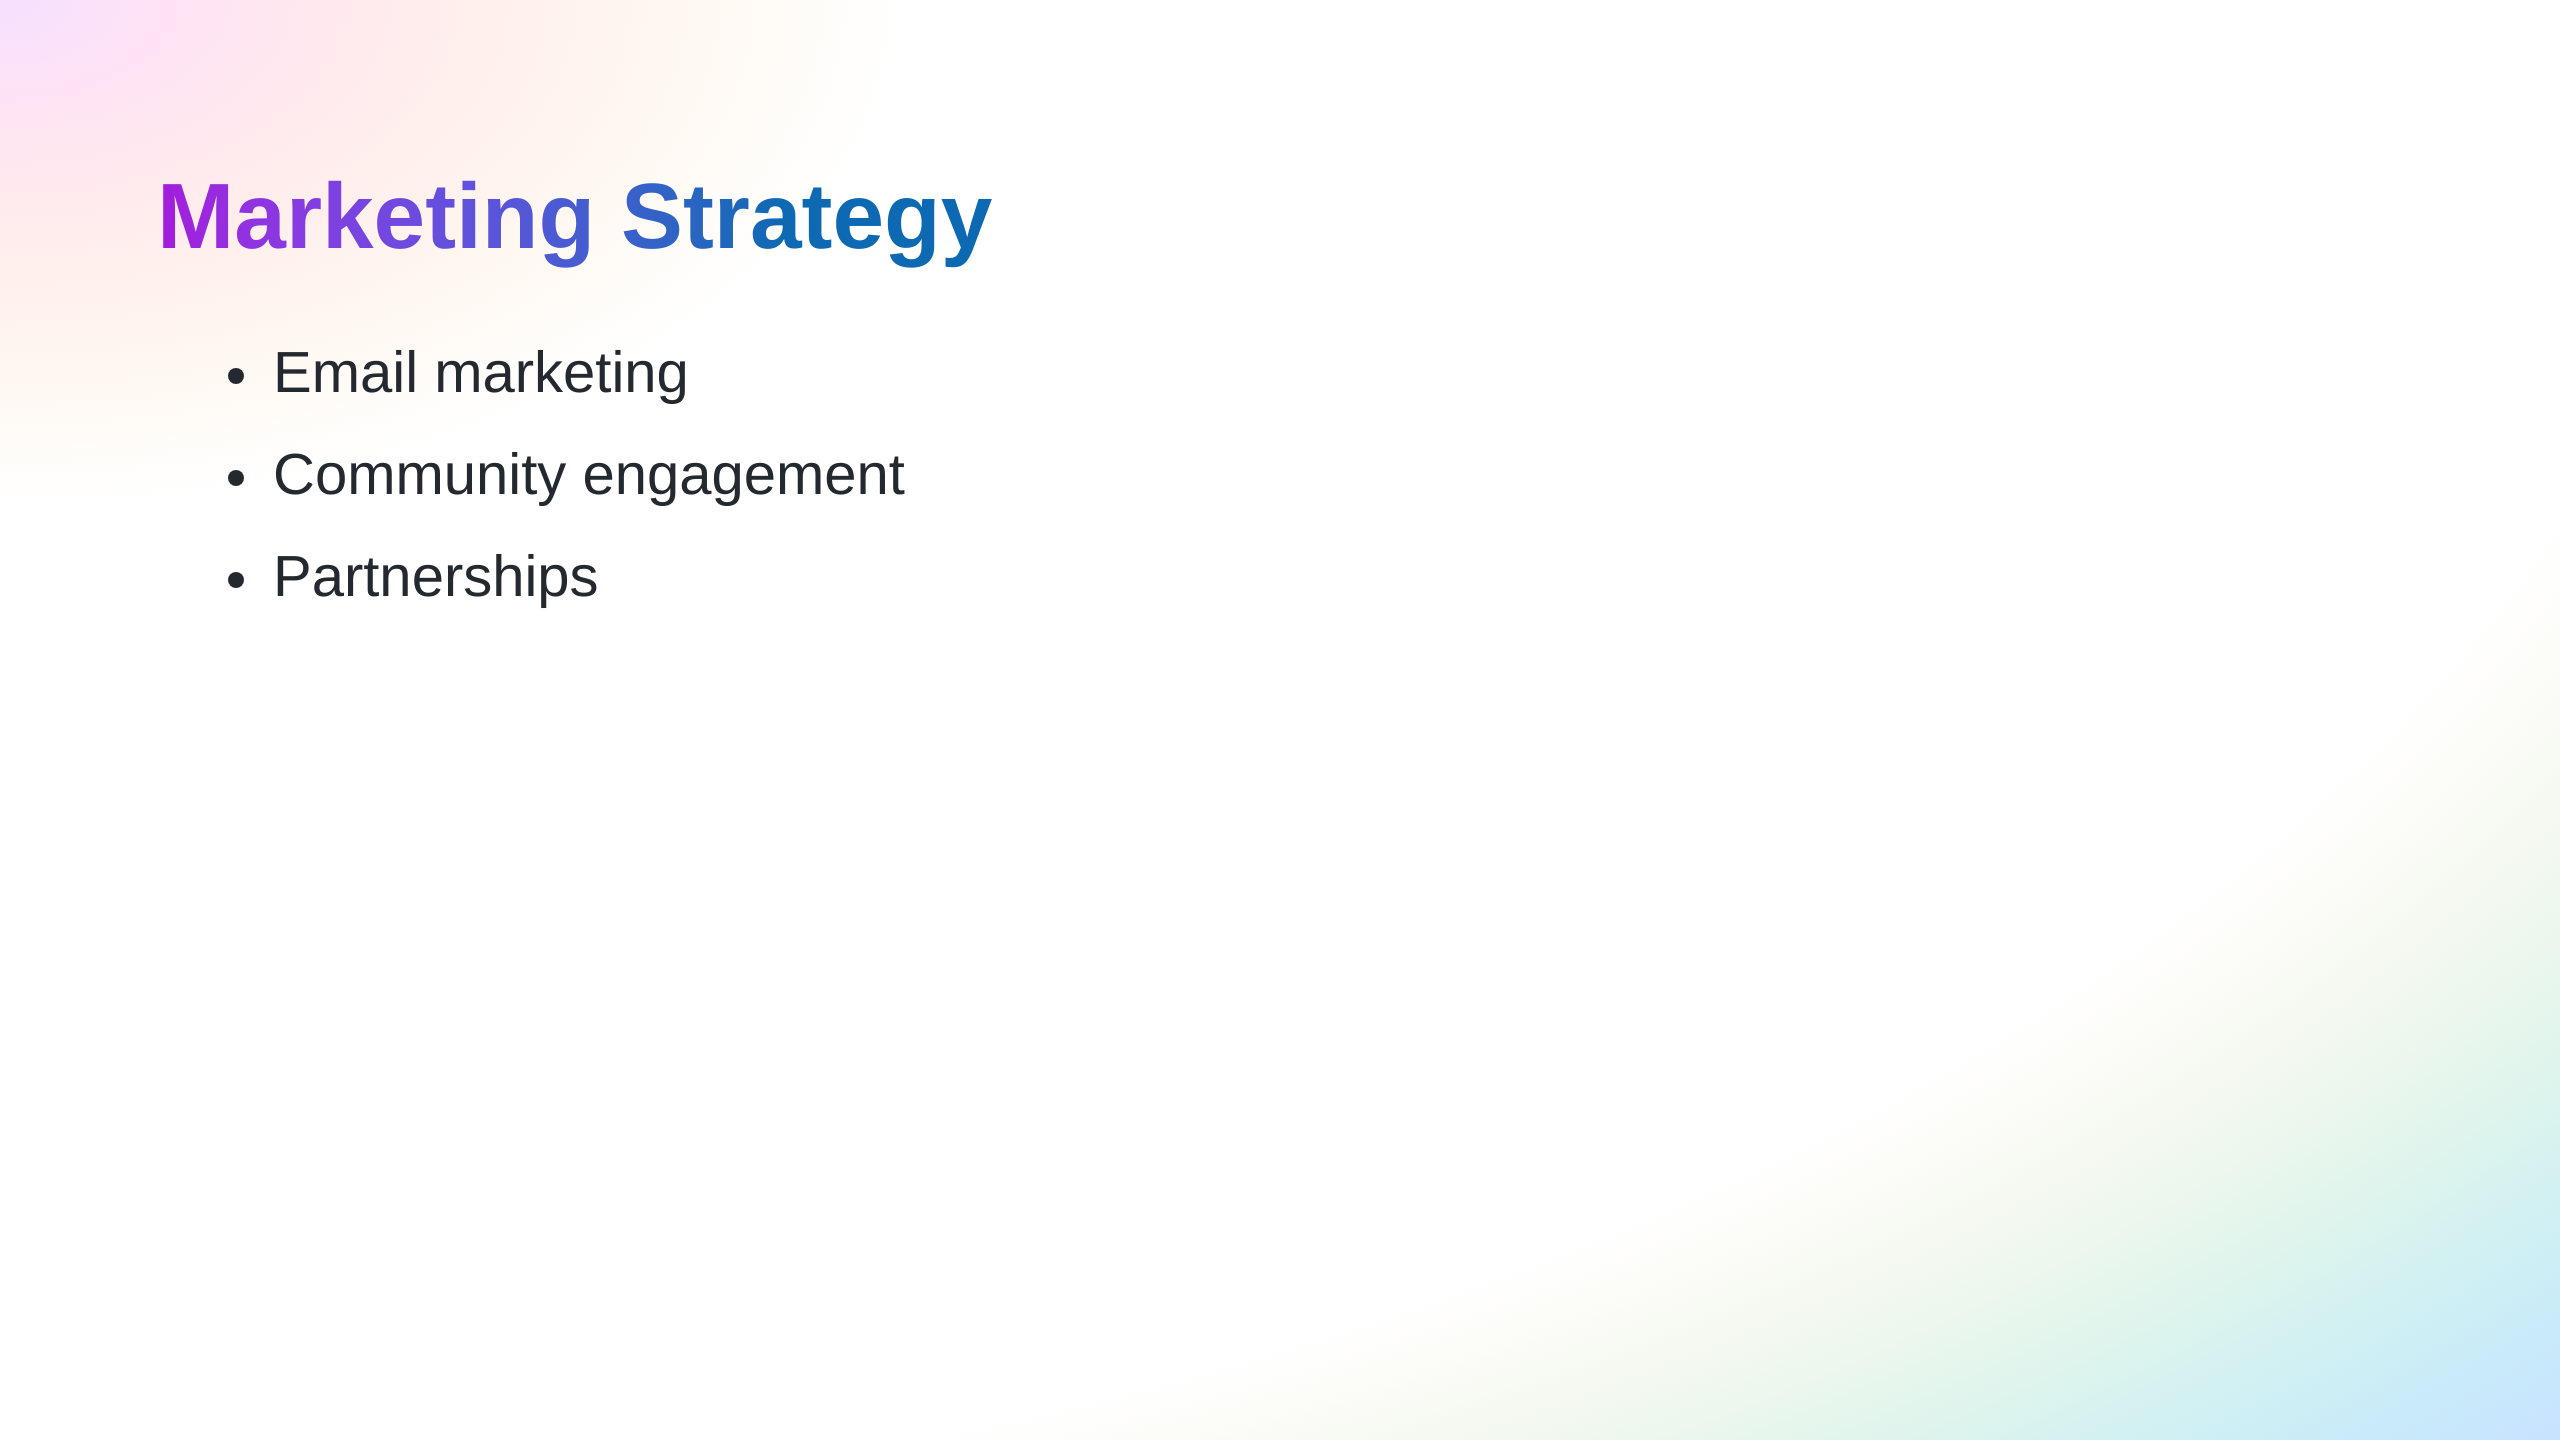 Marketing Strategy
• Email marketing
• Community engagement
• Partnerships